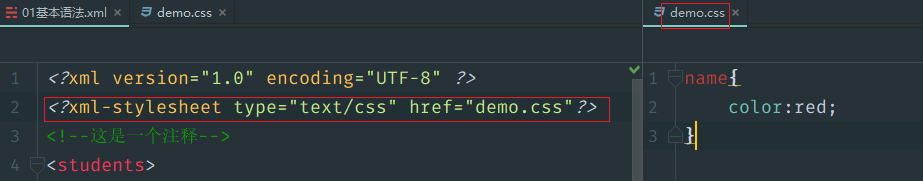 01基本语法.xml × demo.css ×
demo.css ×
1 <?xml version="1.0" encoding="UTF-8" ?>
2 <?xml-stylesheet type="text/css" href="demo.css"?>
3 <!--这是一个注释-->
4 <students>
1 name{
2 color:red;
3 }